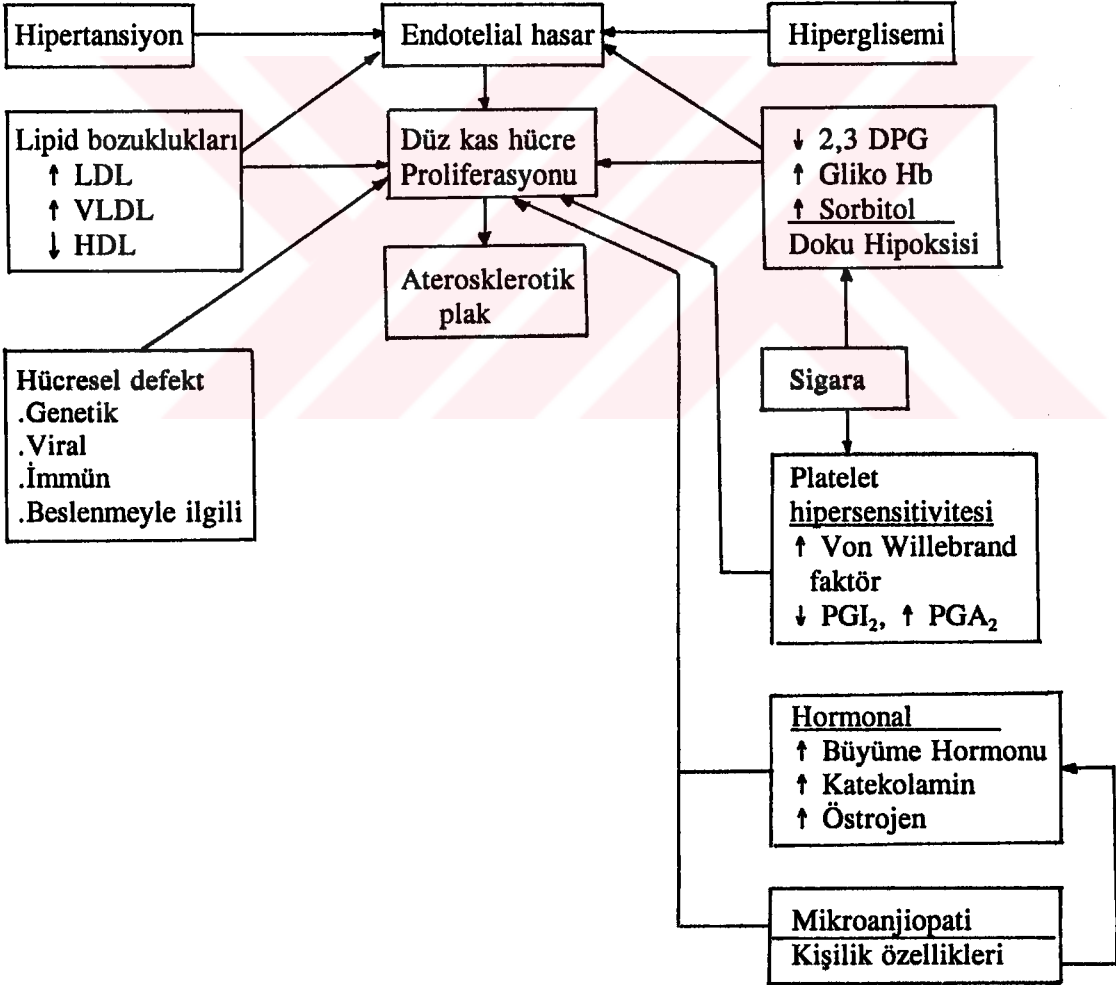 Hipertansiyon
Endotelial hasar
Hiperglisemi
Lipid bozuklukları
↑ LDL
↑ VLDL
↓ HDL
Düz kas hücre
Proliferasyonu
↓ 2,3 DPG
↑ Gliko Hb
↑ Sorbitol
Doku Hipoksisi
Aterosklerotik
plak
Hücresel defekt
.Genetik
.Viral
.İmmün
.Beslenmeyle ilgili
Sigara
Platelet
hipersensitivitesi
↑ Von Willebrand
faktör
↓ PGI₂, ↑ PGA₂
Hormonal
↑ Büyüme Hormonu
↑ Katekolamin
↑ Östrojen
Mikroanjiopati
Kişilik özellikleri